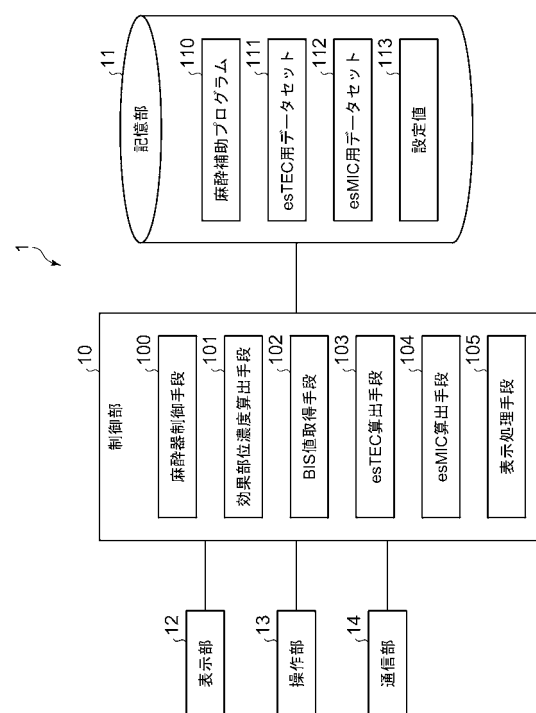 1
10
制御部
100
麻酔器制御手段
101
効果部位濃度算出手段
102
BIS値取得手段
103
esTEC算出手段
104
esMIC算出手段
105
表示処理手段
11
記憶部
110
麻酔補助プログラム
111
esTEC用データセット
112
esMIC用データセット
113
設定値
12
表示部
13
操作部
14
通信部